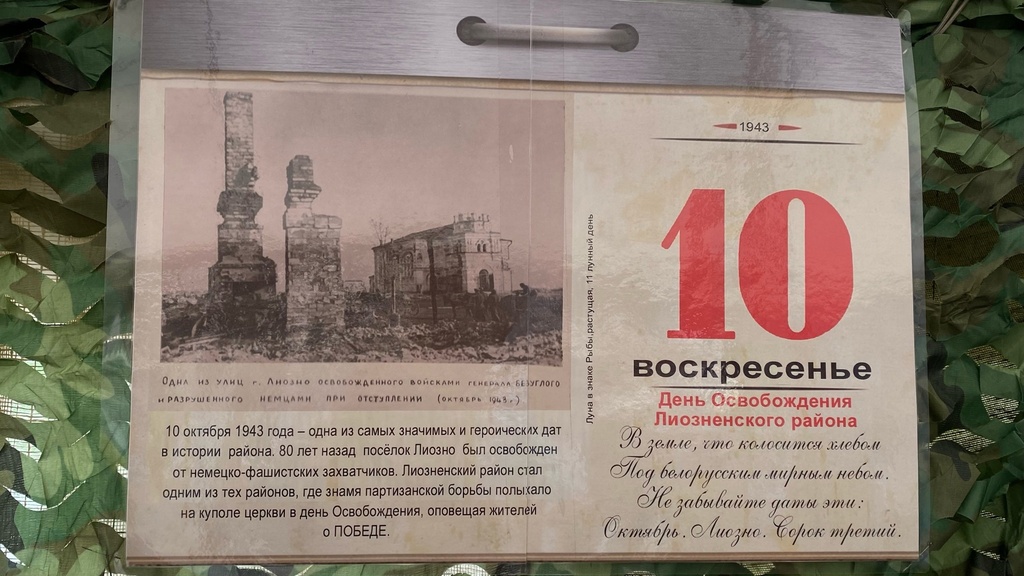 Одна из улиц г. Лиозно освобожденного войсками генерала Безуглого
и разрушенного немцами при отступлении (октябрь 1943 г.)
10 октября 1943 года – одна из самых значимых и героических дат
в истории района. 80 лет назад посёлок Лиозно был освобожден
от немецко-фашистских захватчиков. Лиозненский район стал
одним из тех районов, где знамя партизанской борьбы полыхало
на куполе церкви в день Освобождения, оповещая жителей
о ПОБЕДЕ.
Луна в знаке Рыбы,растущая, 11 лунный день
1943
10
воскресенье
День Освобождения
Лиозненского района
В земле, что колосится хлебом
Под белорусским мирным небом.
Не забывайте даты эти:
Октябрь. Лиозно. Сорок третий.